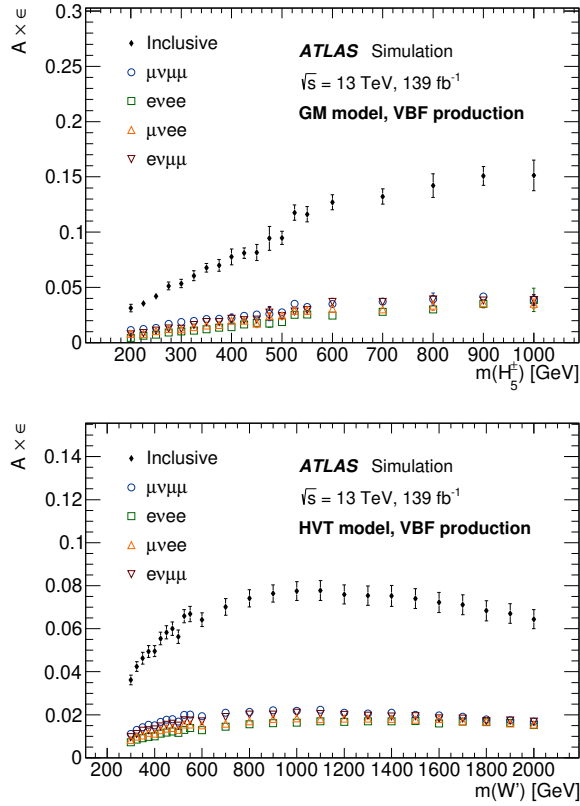 A × ϵ
0.3
0.25
0.2
0.15
0.1
0.05
0
Inclusive
μνμμ
eνee
μνee
eνμμ
ATLAS Simulation
√s = 13 TeV, 139 fb⁻¹
GM model, VBF production
200 300 400 500 600 700 800 900 1000
m(H₅±) [GeV]
A × ϵ
0.14
0.12
0.1
0.08
0.06
0.04
0.02
0
Inclusive
μνμμ
eνee
μνee
eνμμ
ATLAS Simulation
√s = 13 TeV, 139 fb⁻¹
HVT model, VBF production
200 400 600 800 1000 1200 1400 1600 1800 2000
m(W') [GeV]